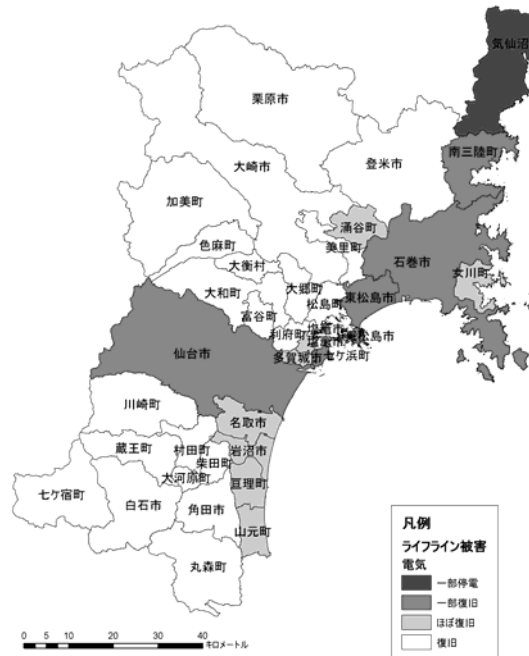 気仙沼
栗原市
南三陸町
大崎市
登米市
加美町
涌谷町
色麻町
美里町
石巻市
大衡村
女川町
大郷町
大和町
松島町
東松島市
富谷町
利府町
東松島市
仙台市
多賀城市
七ケ浜町
川崎町
名取市
蔵王町
村田町
岩沼市
柴田町
大河原町
亘理町
七ケ宿町
白石市
角田市
山元町
丸森町
凡例
ライフライン被害
電気
一部停電
一部復旧
ほぼ復旧
復旧
0 5 10 20 30 40
キロメートル